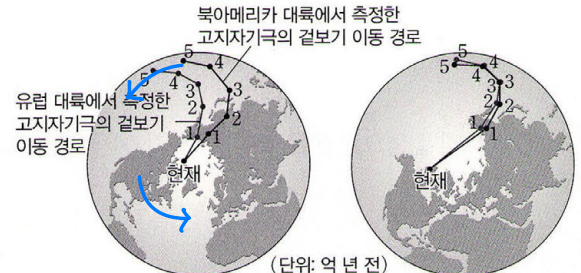 북아메리카 대륙에서 측정한
고지자기극의 겉보기 이동 경로
유럽 대륙에서 측정한
고지자기극의 겉보기
이동 경로
5 4 3 2 1
5 4 3 2 1
현재
5 4 3 2 1
5 4 3 2 1
현재
(단위: 억 년 전)